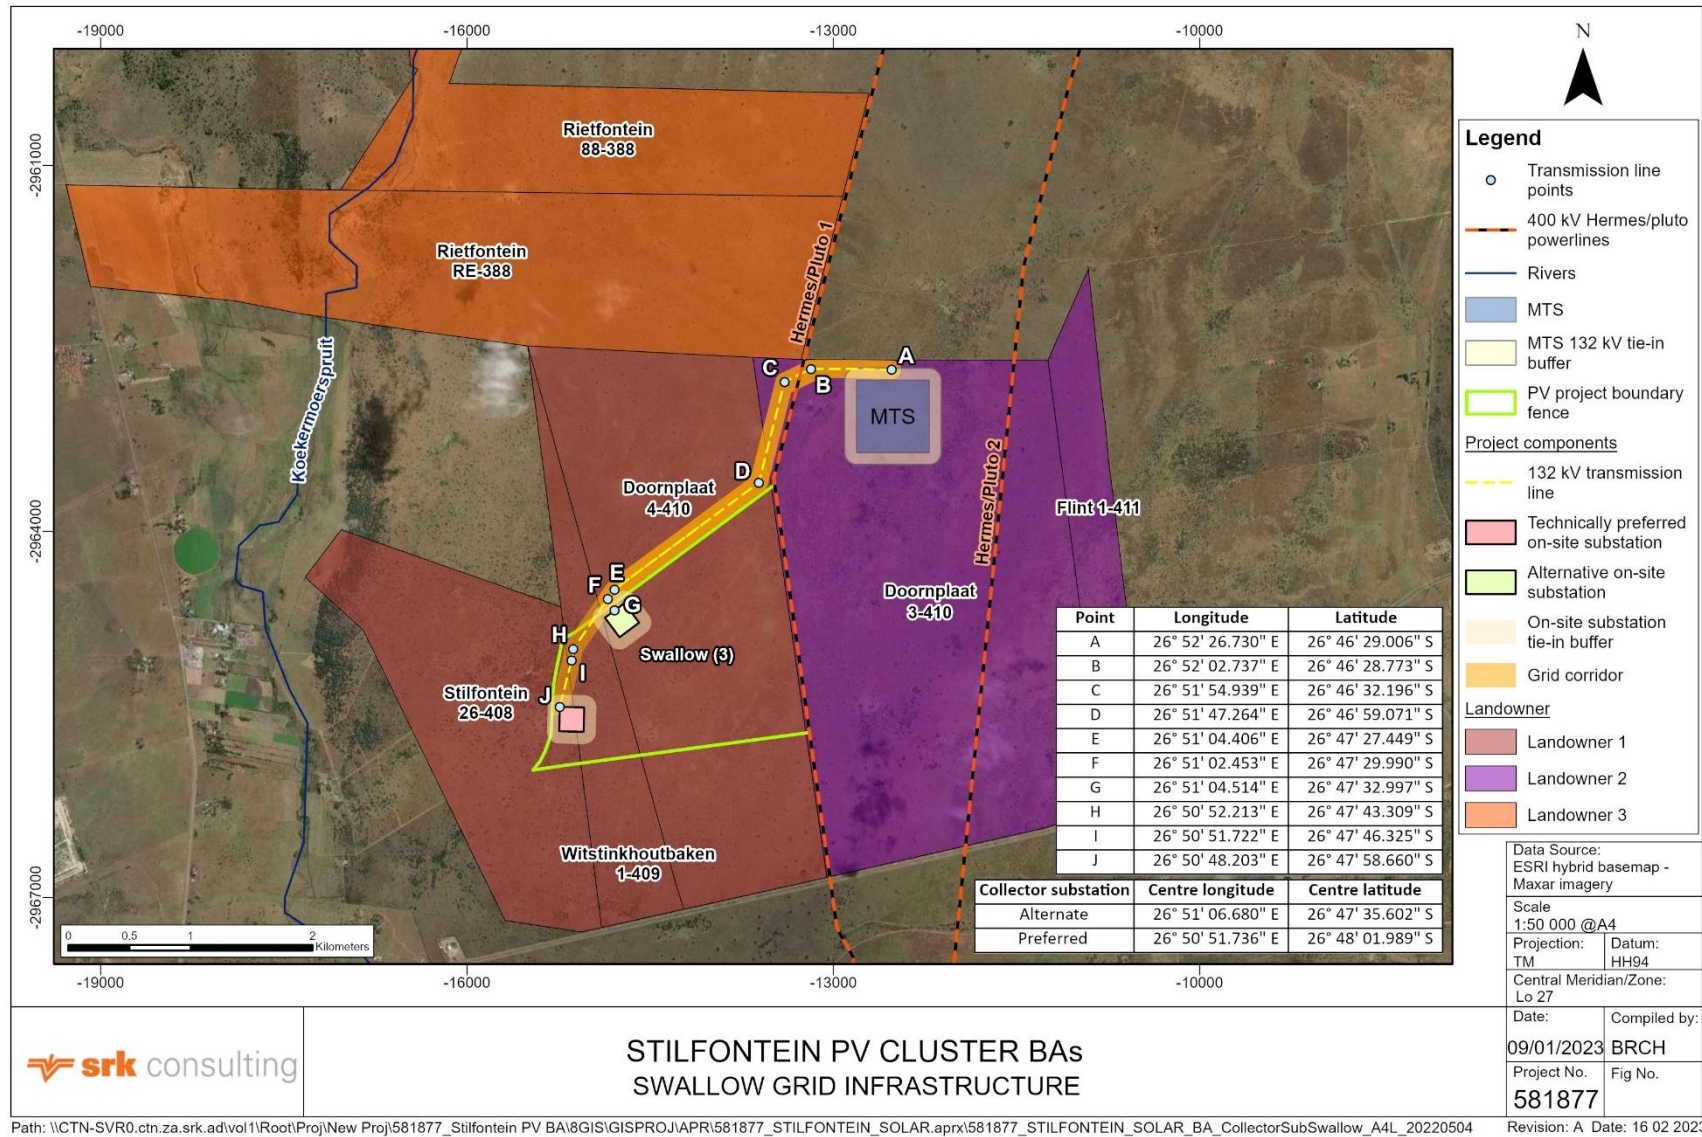 -19000
-16000
-13000
-10000
-2961000
-2964000
-2967000
Rietfontein
88-388
Rietfontein
RE-388
Hermes/Pluto 1
Koekermoerspruit
A
B
C
D
E
F
G
H
I
J
MTS
Doornplaat
4-410
Hermes/Pluto 2
Flint 1-411
Doornplaat
3-410
Swallow (3)
Stilfontein
26-408
Witstinkhoutbaken
1-409
0 0.5 1 2
Kilometers
Point Longitude Latitude
A 26° 52' 26.730" E 26° 46' 29.006" S
B 26° 52' 02.737" E 26° 46' 28.773" S
C 26° 51' 54.939" E 26° 46' 32.196" S
D 26° 51' 47.264" E 26° 46' 59.071" S
E 26° 51' 04.406" E 26° 47' 27.449" S
F 26° 51' 02.453" E 26° 47' 29.990" S
G 26° 51' 04.514" E 26° 47' 32.997" S
H 26° 50' 52.213" E 26° 47' 43.309" S
I 26° 50' 51.722" E 26° 47' 46.325" S
J 26° 50' 48.203" E 26° 47' 58.660" S
Collector substation Centre longitude Centre latitude
Alternate 26° 51' 06.680" E 26° 47' 35.602" S
Preferred 26° 50' 51.736" E 26° 48' 01.989" S
-19000
-16000
-13000
-10000
N
Legend
Transmission line
points
400 kV Hermes/pluto
powerlines
Rivers
MTS
MTS 132 kV tie-in
buffer
PV project boundary
fence
Project components
132 kV transmission
line
Technically preferred
on-site substation
Alternative on-site
substation
On-site substation
tie-in buffer
Grid corridor
Landowner
Landowner 1
Landowner 2
Landowner 3
Data Source:
ESRI hybrid basemap -
Maxar imagery
Scale
1:50 000 @A4
Projection: Datum:
TM HH94
Central Meridian/Zone:
Lo 27
Date: Compiled by:
09/01/2023 BRCH
Project No. Fig No.
581877
srk consulting
STILFONTEIN PV CLUSTER BAs
SWALLOW GRID INFRASTRUCTURE
Path: \\CTN-SVR0.ctn.za.srk.ad\vol1\Root\Proj\New Proj\581877_Stilfontein PV BA\8GIS\GISPROJ\APR\581877_STILFONTEIN_SOLAR.aprx\581877_STILFONTEIN_SOLAR_BA_CollectorSubSwallow_A4L_20220504
Revision: A Date: 16 02 202